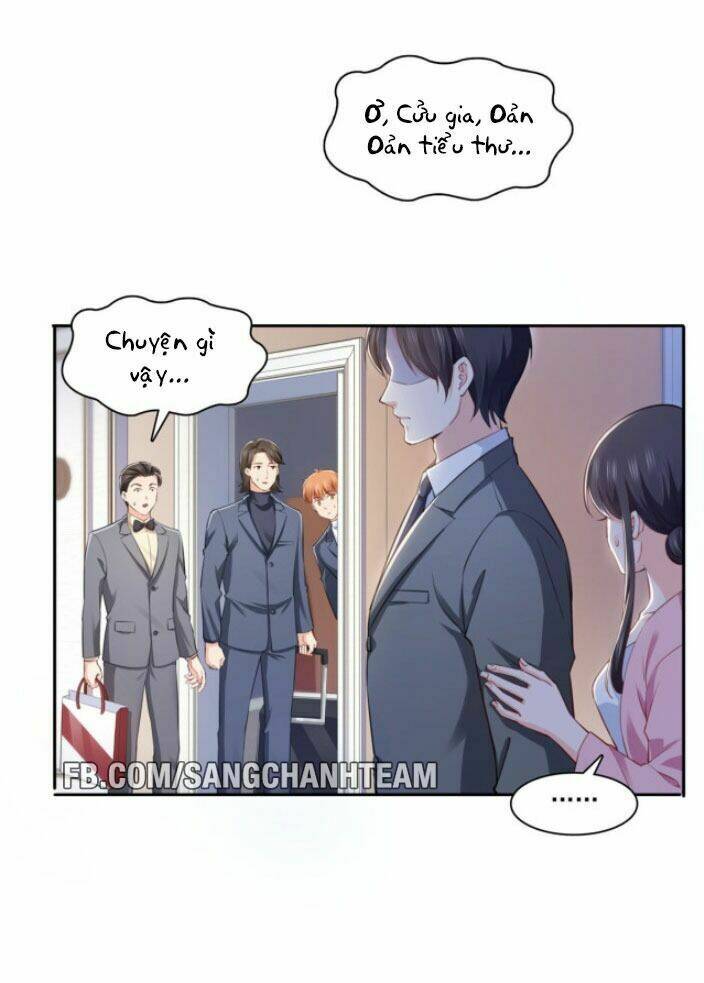 Ơ, Cửu gia, Oản
Oản tiểu thư...
Chuyện gì
vậy...
FB.COM/SANGCHANHTEAM
......